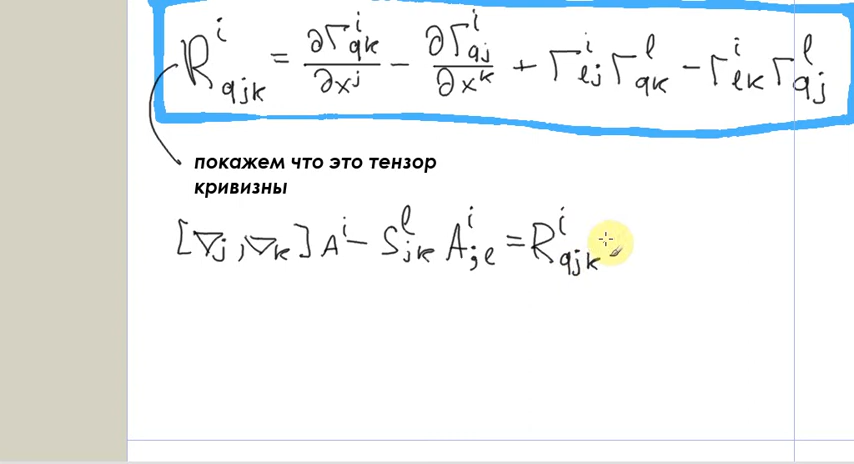 R^i_{qjk} = ∂Γ^i_{qk}/∂x^j − ∂Γ^i_{qj}/∂x^k + Γ^i_{ℓj} Γ^ℓ_{qk} − Γ^i_{ℓk} Γ^ℓ_{qj}
покажем что это тензор
кривизны
[∇_j, ∇_k] A^i − S^ℓ_{jk} A^i_{;ℓ} = R^i_{qjk}